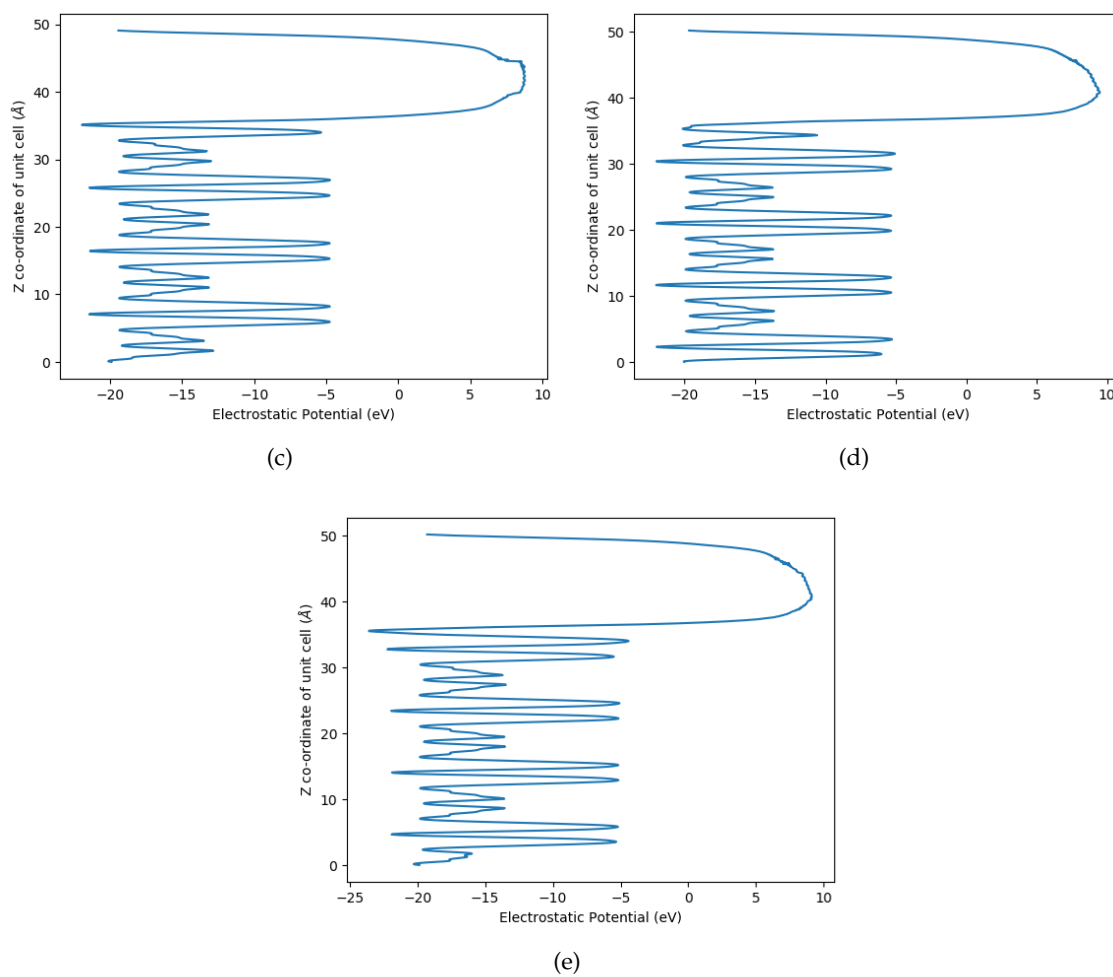 50
40
30
20
10
0
Z co-ordinate of unit cell (Å)
−20 −15 −10 −5 0 5 10
Electrostatic Potential (eV)
(c)
50
40
30
20
10
0
Z co-ordinate of unit cell (Å)
−20 −15 −10 −5 0 5 10
Electrostatic Potential (eV)
(d)
50
40
30
20
10
0
Z co-ordinate of unit cell (Å)
−25 −20 −15 −10 −5 0 5 10
Electrostatic Potential (eV)
(e)